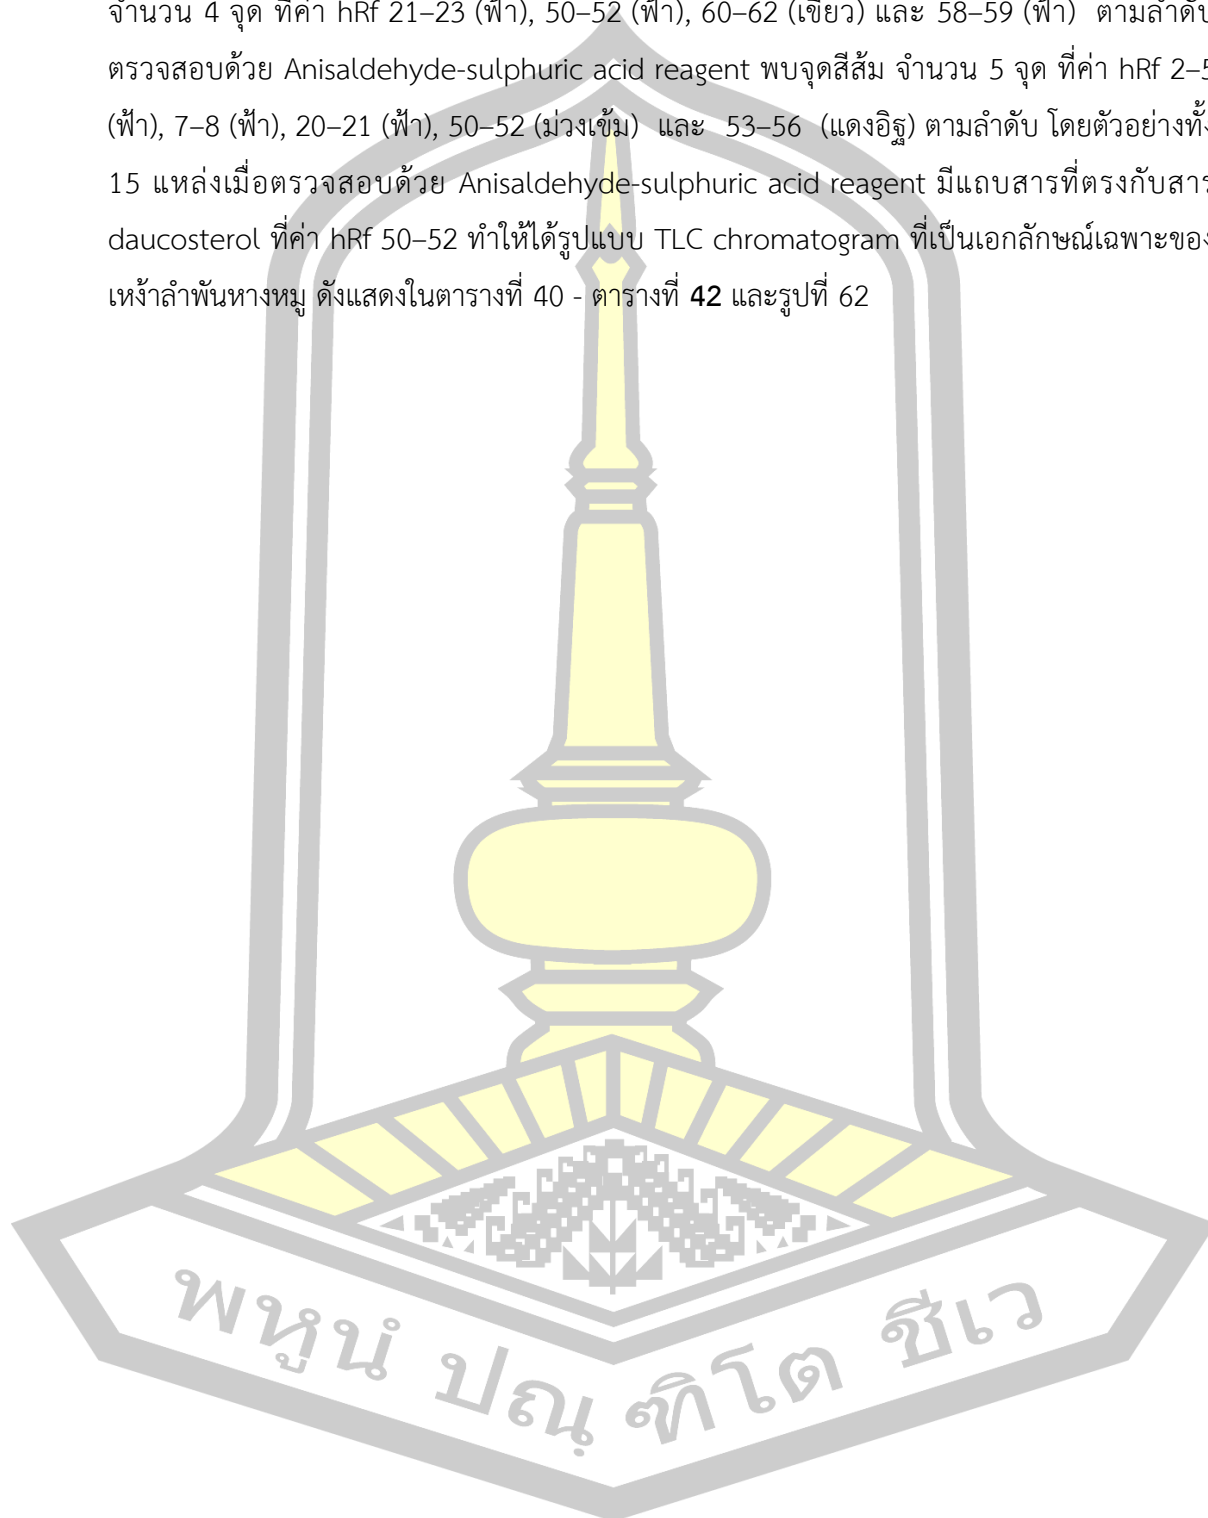 จำนวน 4 จุด ที่ค่า hRf 21–23 (ฟ้า), 50–52 (ฟ้า), 60–62 (เขียว) และ 58–59 (ฟ้า) ตามลำดับ
ตรวจสอบด้วย Anisaldehyde-sulphuric acid reagent พบจุดสีส้ม จำนวน 5 จุด ที่ค่า hRf 2–5
(ฟ้า), 7–8 (ฟ้า), 20–21 (ฟ้า), 50–52 (ม่วงเข้ม) และ 53–56 (แดงอิฐ) ตามลำดับ โดยตัวอย่างทั้ง
15 แหล่งเมื่อตรวจสอบด้วย Anisaldehyde-sulphuric acid reagent มีแถบสารที่ตรงกับสาร
daucosterol ที่ค่า hRf 50–52 ทำให้ได้รูปแบบ TLC chromatogram ที่เป็นเอกลักษณ์เฉพาะของ
เหง้าลำพันหางหมู ดังแสดงในตารางที่ 40 - ตารางที่ 42 และรูปที่ 62
พหูนํ ปณฺฑิโต ชีเว